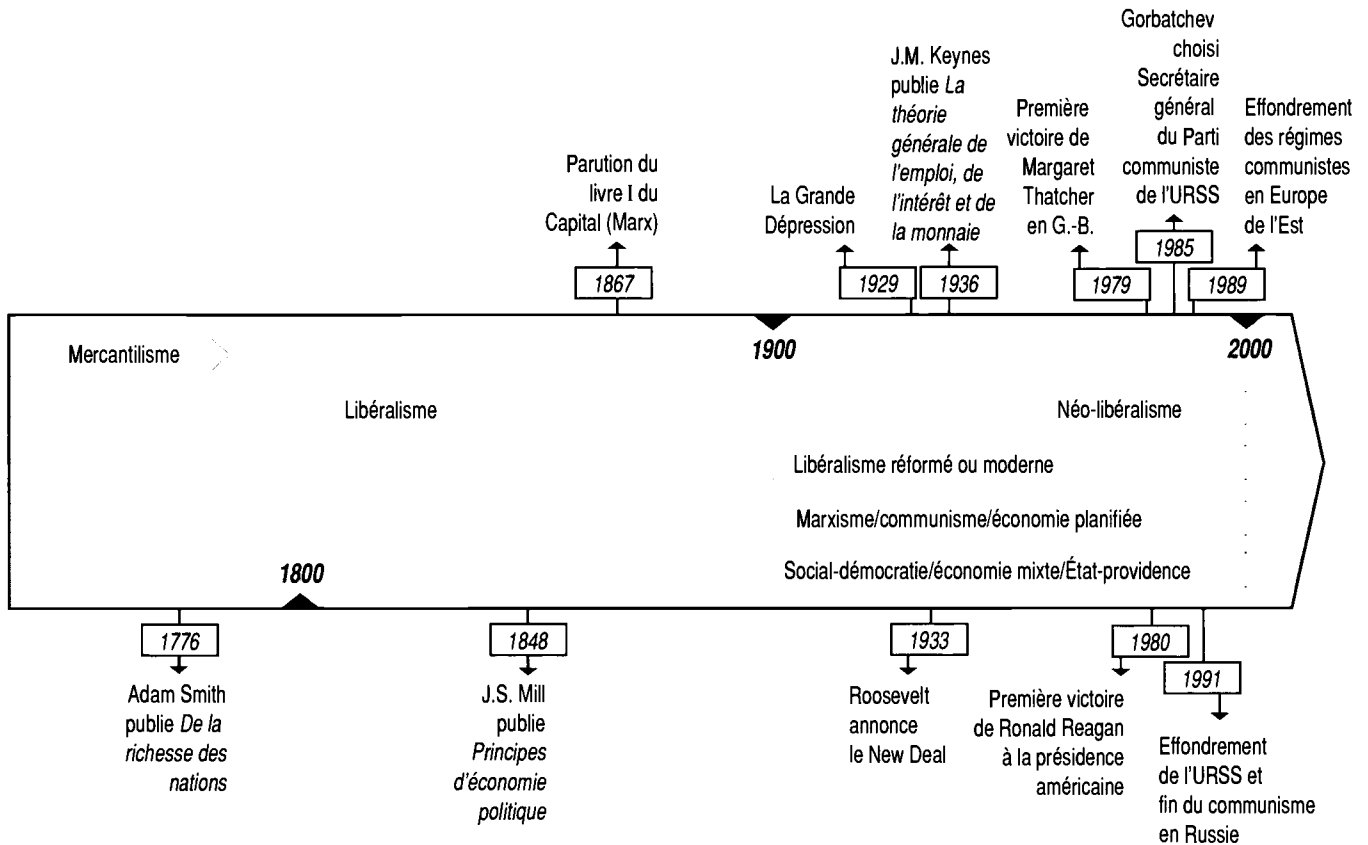 Parution du
livre I du
Capital (Marx)
1867
La Grande
Dépression
1929
J.M. Keynes
publie La
théorie
générale de
l'emploi, de
l'intérêt et de
la monnaie
1936
Première
victoire de
Margaret
Thatcher
en G.-B.
1979
Gorbatchev
choisi
Secrétaire
général
du Parti
communiste
de l'URSS
1985
Effondrement
des régimes
communistes
en Europe
de l'Est
1989
1900
2000
Mercantilisme
Libéralisme
Néo-libéralisme
Libéralisme réformé ou moderne
Marxisme/communisme/économie planifiée
Social-démocratie/économie mixte/État-providence
1800
1776
Adam Smith
publie De la
richesse des
nations
1848
J.S. Mill
publie
Principes
d'économie
politique
1933
Roosevelt
annonce
le New Deal
1980
Première victoire
de Ronald Reagan
à la présidence
américaine
1991
Effondrement
de l'URSS et
fin du communisme
en Russie